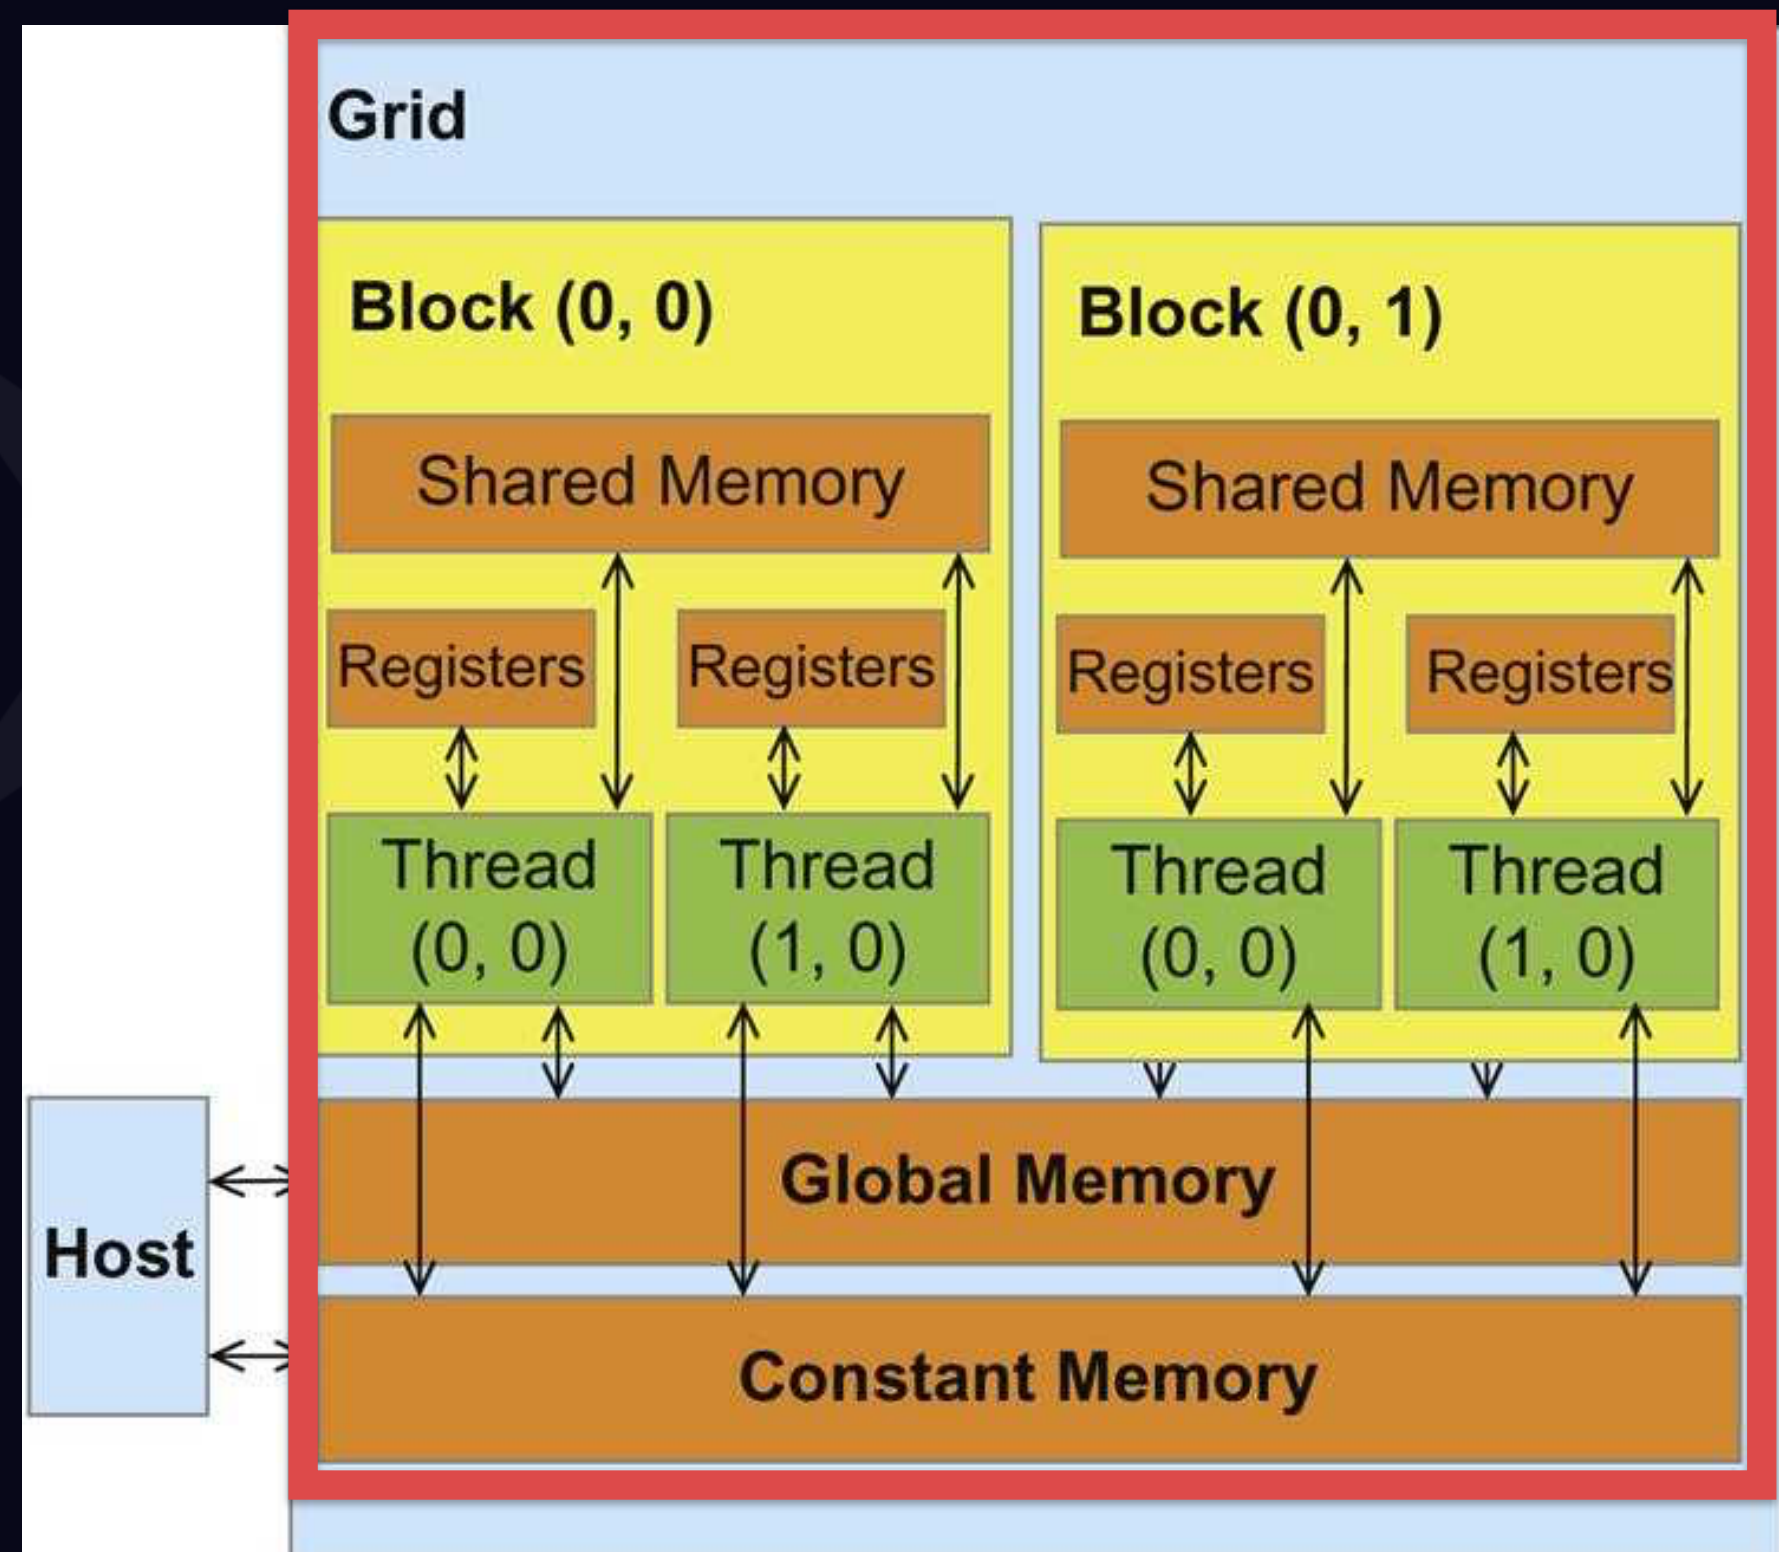 Grid
Block (0, 0)
Block (0, 1)
Shared Memory
Shared Memory
Registers
Registers
Registers
Registers
Thread
(0, 0)
Thread
(1, 0)
Thread
(0, 0)
Thread
(1, 0)
Host
Global Memory
Constant Memory